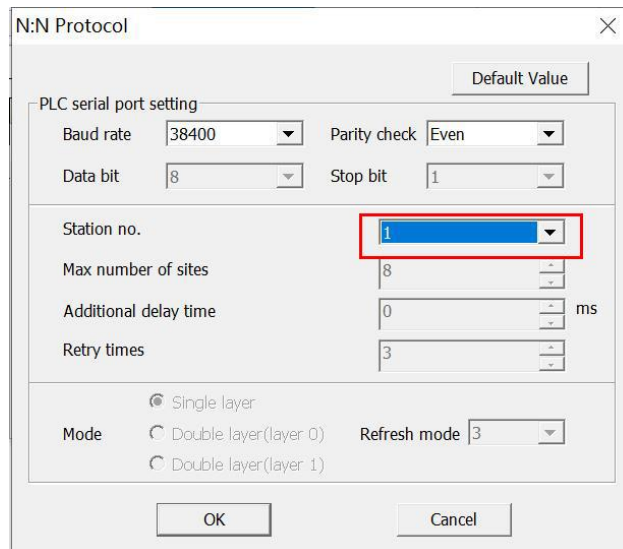 N:N Protocol
Default Value
PLC serial port setting
Baud rate 38400 Parity check Even
Data bit 8 Stop bit 1
Station no. 1
Max number of sites 8
Additional delay time 0 ms
Retry times 3
Single layer
Mode Double layer(layer 0) Refresh mode 3
Double layer(layer 1)
OK Cancel